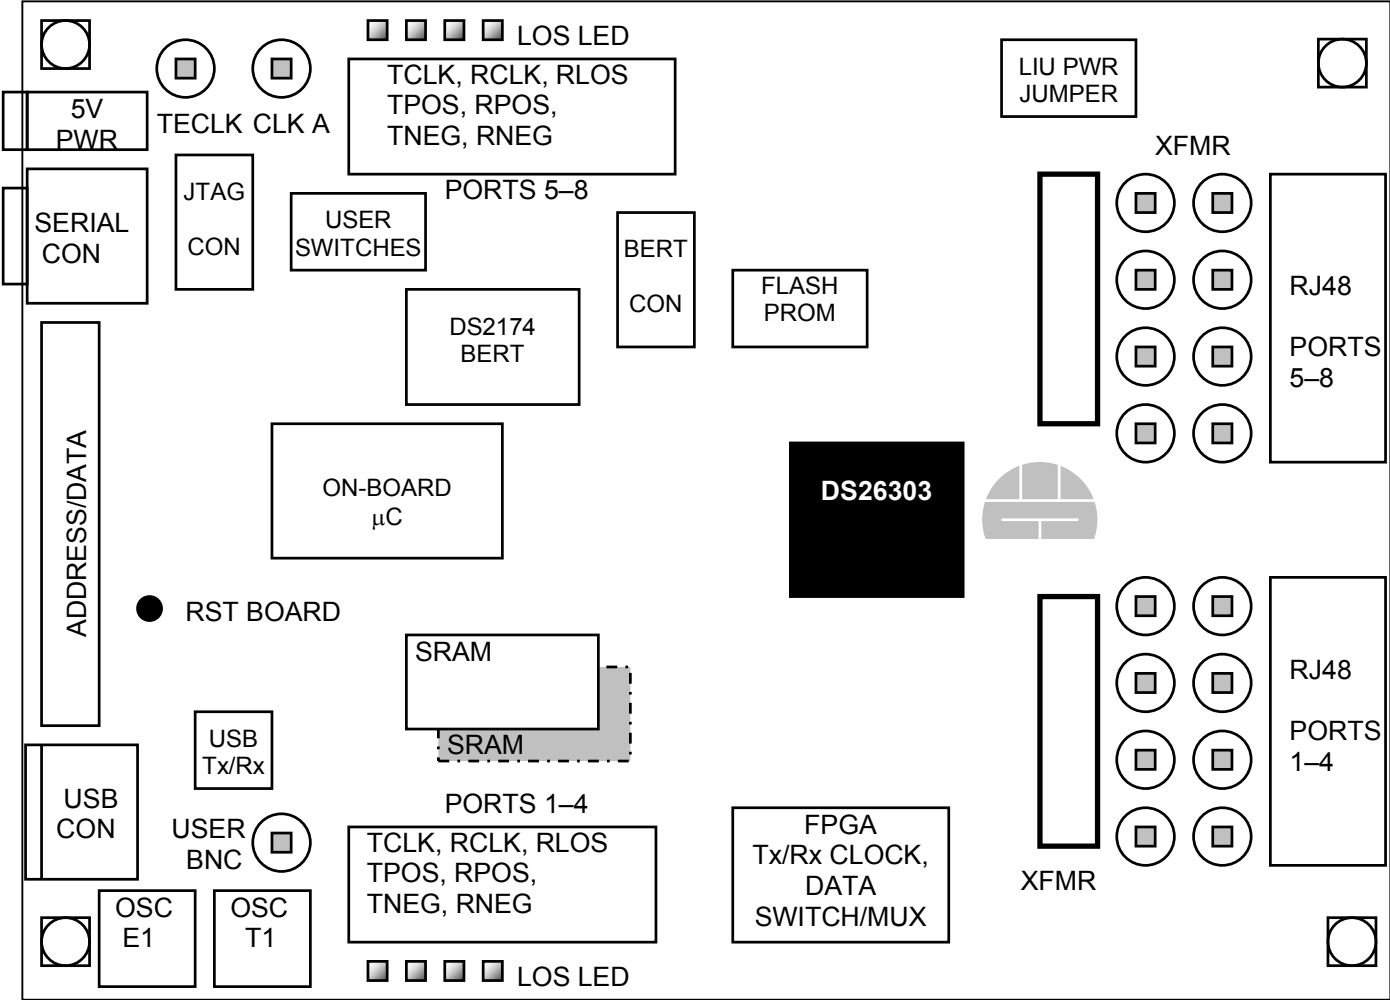 LOS LED
TCLK, RCLK, RLOS
TPOS, RPOS,
TNEG, RNEG
PORTS 5–8
LIU PWR
JUMPER
5V
PWR
TECLK
CLK A
XFMR
JTAG
CON
SERIAL
CON
USER
SWITCHES
BERT
CON
FLASH
PROM
RJ48
PORTS
5–8
DS2174
BERT
ADDRESS/DATA
ON-BOARD
μC
DS26303
RST BOARD
SRAM
SRAM
RJ48
PORTS
1–4
USB
Tx/Rx
USB
CON
USER
BNC
PORTS 1–4
TCLK, RCLK, RLOS
TPOS, RPOS,
TNEG, RNEG
FPGA
Tx/Rx CLOCK,
DATA
SWITCH/MUX
XFMR
OSC
E1
OSC
T1
LOS LED